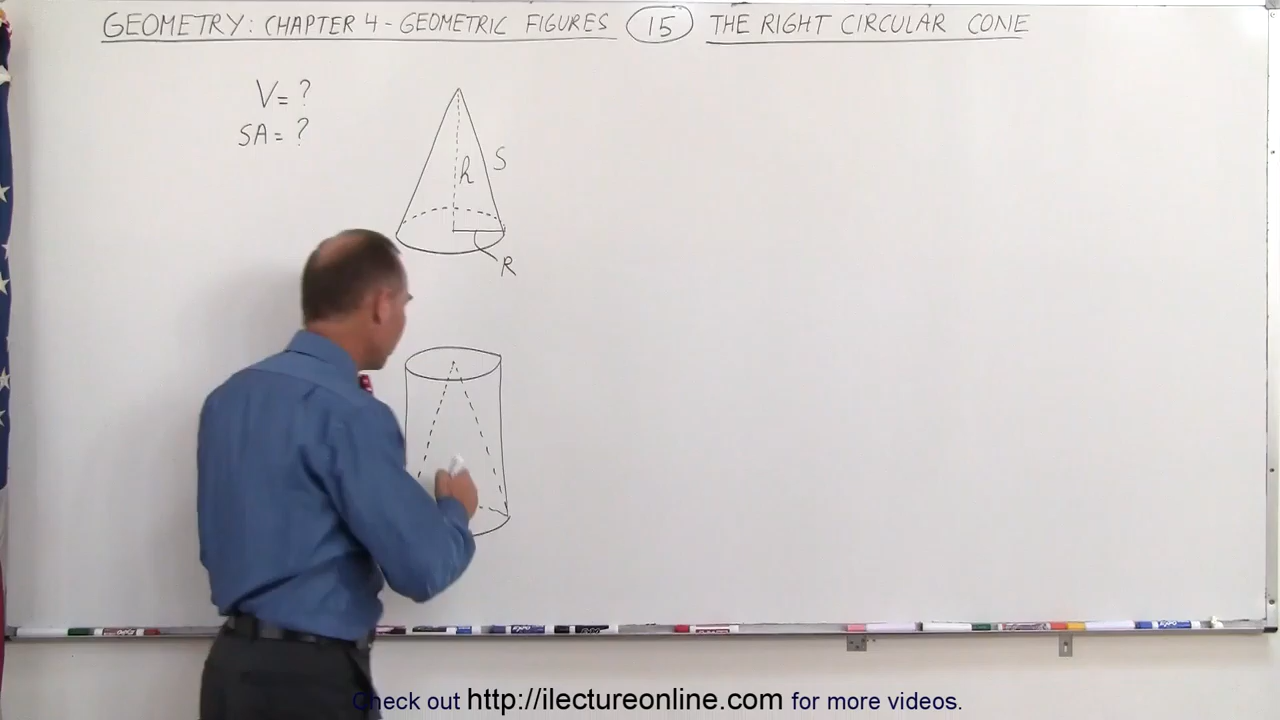 GEOMETRY: CHAPTER 4 - GEOMETRIC FIGURES 15 THE RIGHT CIRCULAR CONE
V = ?
SA = ?
h
S
R
Check out http://ilectureonline.com for more videos.